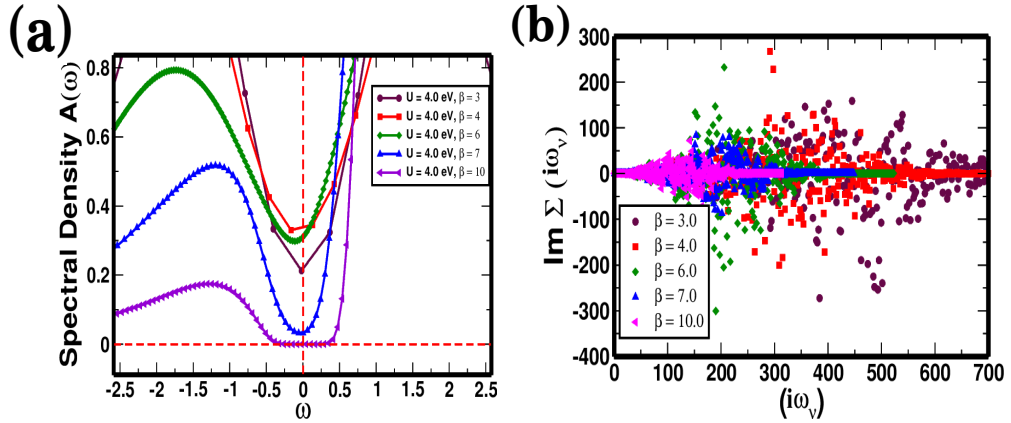 (a)
Spectral Density A(ω)
0.8
0.6
0.4
0.2
0
-2.5 -2 -1.5 -1 -0.5 0 0.5 1 1.5 2 2.5
ω
U = 4.0 eV, β = 3
U = 4.0 eV, β = 4
U = 4.0 eV, β = 6
U = 4.0 eV, β = 7
U = 4.0 eV, β = 10
(b)
Im Σ (iων)
300
200
100
0
-100
-200
-300
-400
0 100 200 300 400 500 600 700
(iων)
β = 3.0
β = 4.0
β = 6.0
β = 7.0
β = 10.0